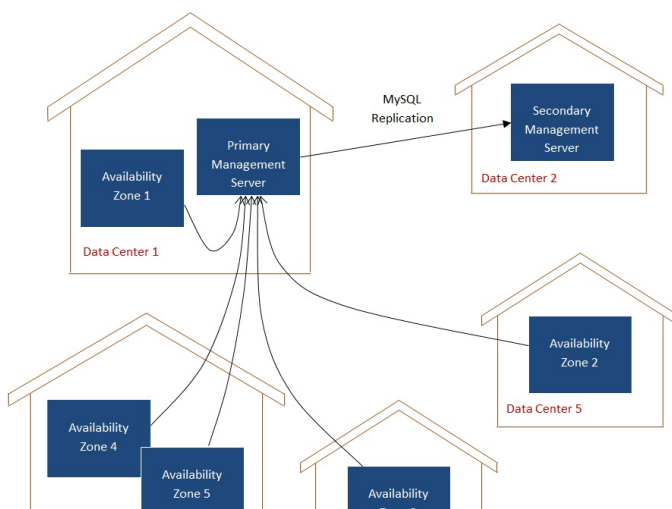 MySQL
Replication
Secondary
Management
Server
Data Center 2
Primary
Management
Server
Availability
Zone 1
Data Center 1
Availability
Zone 2
Data Center 5
Availability
Zone 4
Availability
Zone 5
Availability